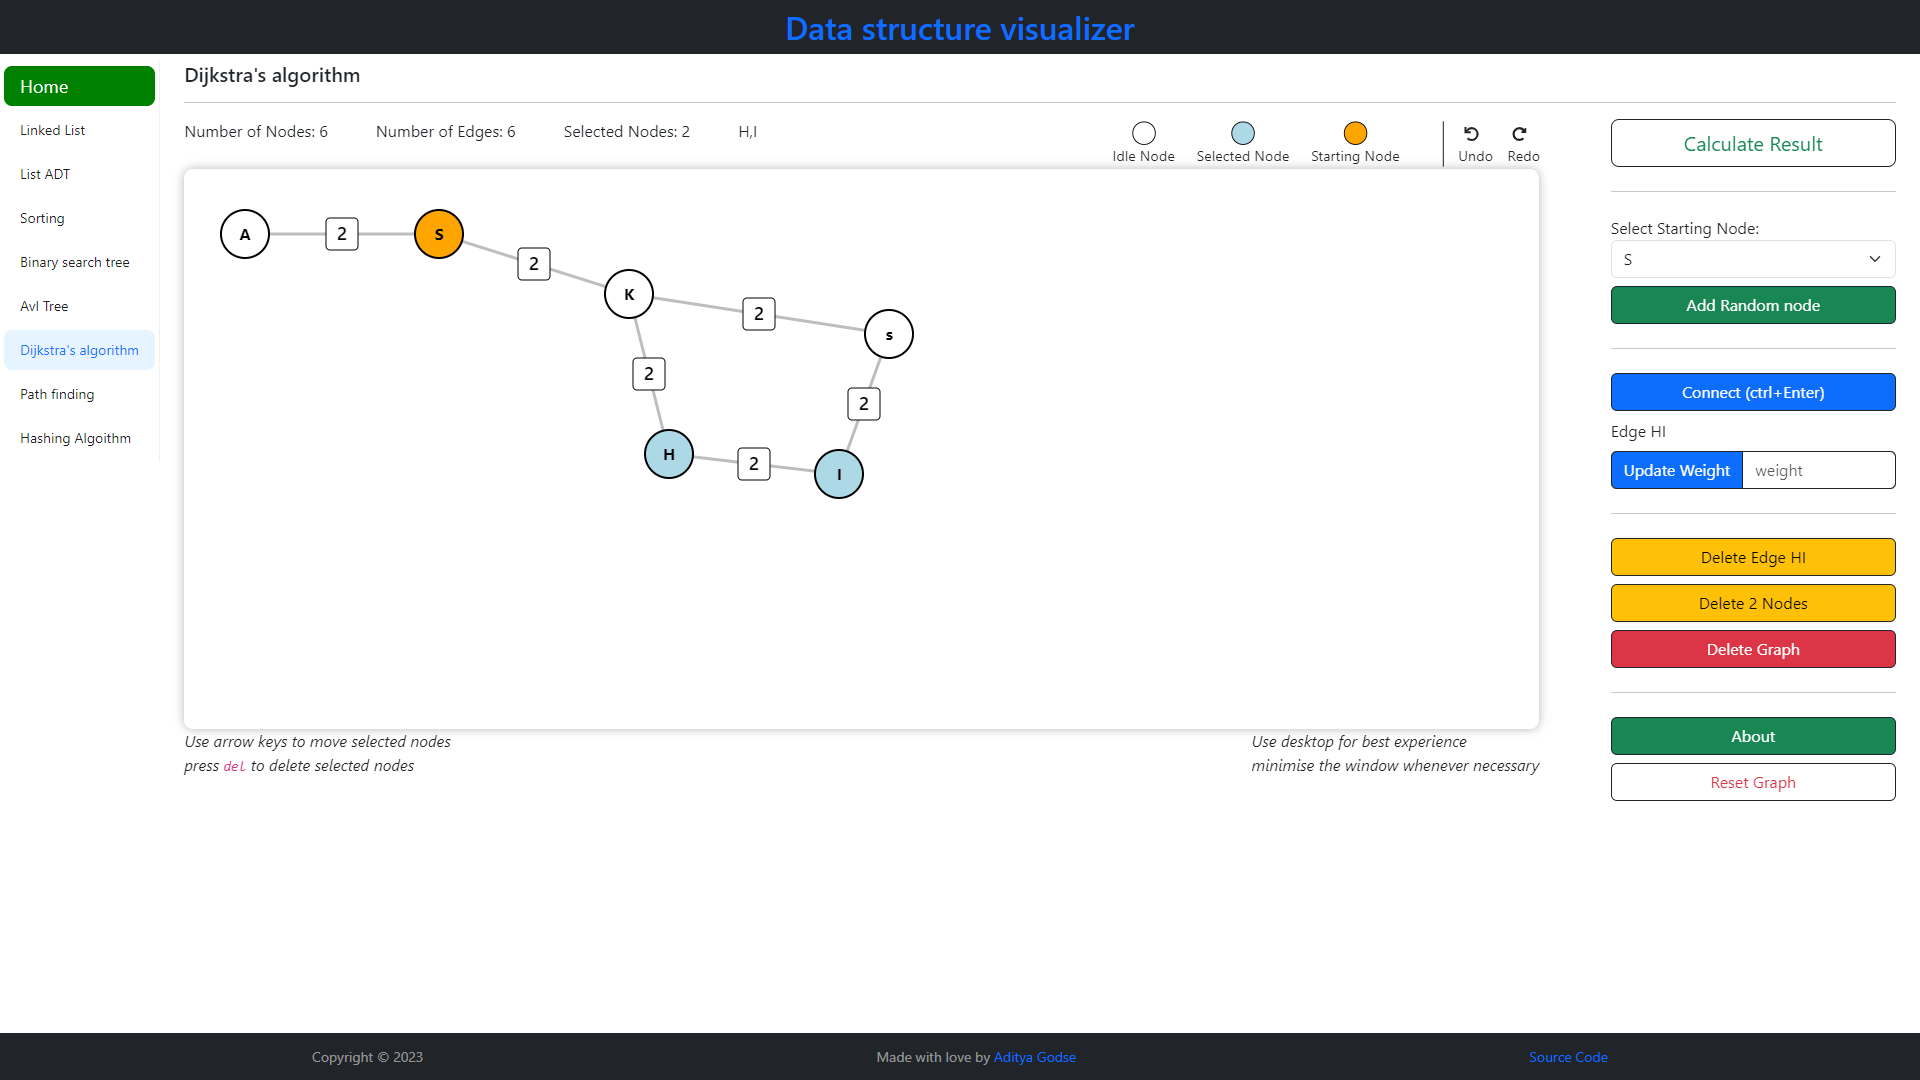 Data structure visualizer
Home
Linked List
List ADT
Sorting
Binary search tree
Avl Tree
Dijkstra's algorithm
Path finding
Hashing Algoithm
Dijkstra's algorithm
Number of Nodes: 6 Number of Edges: 6 Selected Nodes: 2 H,I
Idle Node Selected Node Starting Node Undo Redo
A 2 S
2
K
2
s
2
2
H 2 I
Use arrow keys to move selected nodes
press del to delete selected nodes
Use desktop for best experience
minimise the window whenever necessary
Calculate Result
Select Starting Node:
S
Add Random node
Connect (ctrl+Enter)
Edge HI
Update Weight weight
Delete Edge HI
Delete 2 Nodes
Delete Graph
About
Reset Graph
Copyright © 2023 Made with love by Aditya Godse Source Code